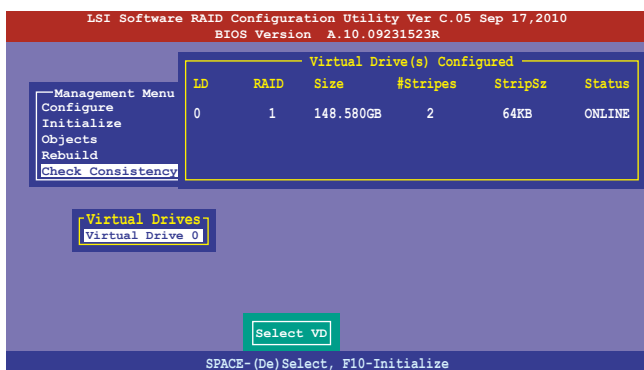 LSI Software RAID Configuration Utility Ver C.05 Sep 17,2010
BIOS Version A.10.09231523R
Virtual Drive(s) Configured
LD RAID Size #Stripes StripSz Status
0 1 148.580GB 2 64KB ONLINE
Management Menu
Configure
Initialize
Objects
Rebuild
Check Consistency
Virtual Drives
Virtual Drive 0
Select VD
SPACE-(De)Select, F10-Initialize